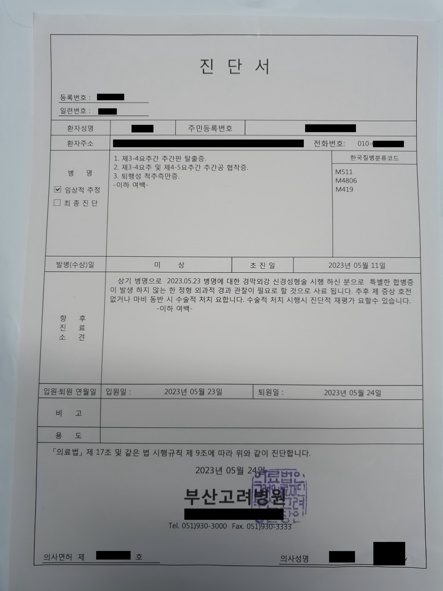 진 단 서
등록번호 :
일련번호 :
환자성명 주민등록번호
환자주소 전화번호: 010-
병 명
☑ 임상적 추정
☐ 최 종 진 단
1. 제3-4요추간 추간판 탈출증.
2. 제3-4요추 및 제4-5요추간 추간공 협착증.
3. 퇴행성 척추측만증.
-이하 여백-
한국질병분류코드.
M511
M4806
M419
발병(수상)일 미 상 초 진 일 2023년 05월 11일
향 후
진 료
소 견
상기 병명으로 2023.05.23 병명에 대한 경막외강 신경성형술 시행 하신 분으로 특별한 합병증
이 발생 하지 않는 한 정형 외과적 경과 관찰이 필요로 할 것으로 사료 됩니다. 추후 제 증상 호전
없거나 마비 동반 시 수술적 처치 요합니다. 수술적 처치 시행시 진단적 재평가 요할수 있습니다.
-이하 여백-
입원·퇴원 연월일 입원일 : 2023년 05월 23일 퇴원일 : 2023년 05월 24일
비 고
용 도
「의료법」제 17조 및 같은 법 시행규칙 제 9조에 따라 위와 같이 진단합니다.
2023년 05월 24일
부산고려병원
Tel. 051)930-3000 Fax. 051)930-3333
의사면허 제 호 의사성명